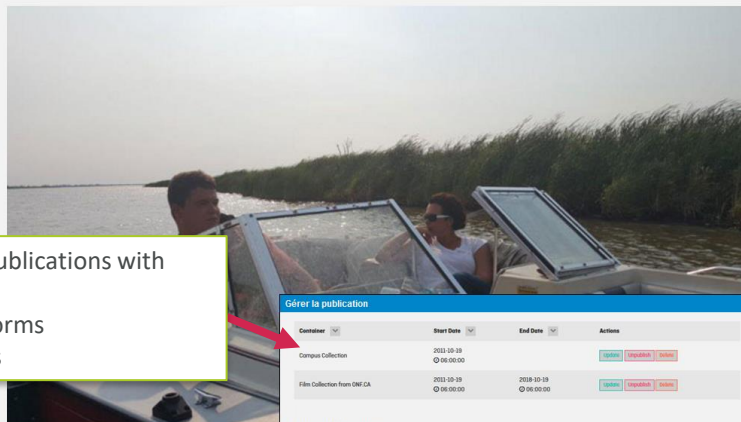 ublications with
orms
Gérer la publication
Container Start Date End Date Actions
Campus Collection 2011-10-19 06:00:00 Update Unpublish Delete
Film Collection from ONF.CA 2011-10-19 06:00:00 2018-10-19 06:00:00 Update Unpublish Delete